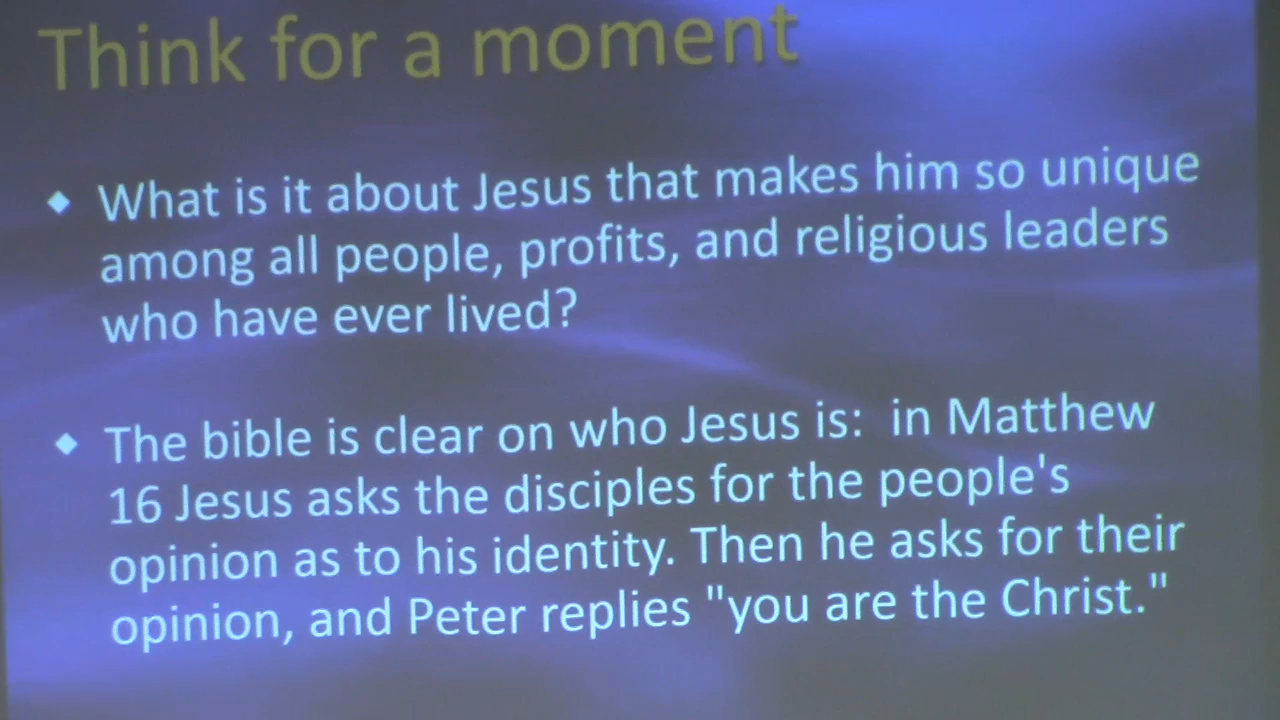 Think for a moment
What is it about Jesus that makes him so unique
among all people, profits, and religious leaders
who have ever lived?
The bible is clear on who Jesus is:  in Matthew
16 Jesus asks the disciples for the people's
opinion as to his identity. Then he asks for their
opinion, and Peter replies "you are the Christ."